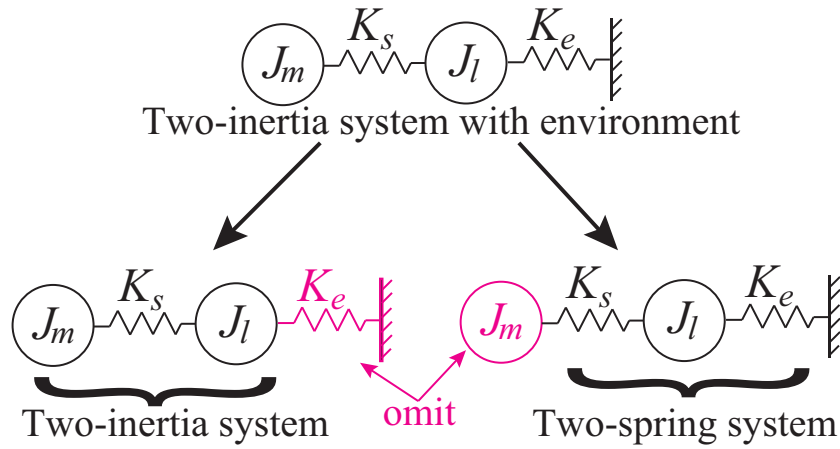 K_s K_e
J_m J_l
Two-inertia system with environment
K_s K_e K_s K_e
J_m J_l J_m J_l
omit
Two-inertia system Two-spring system